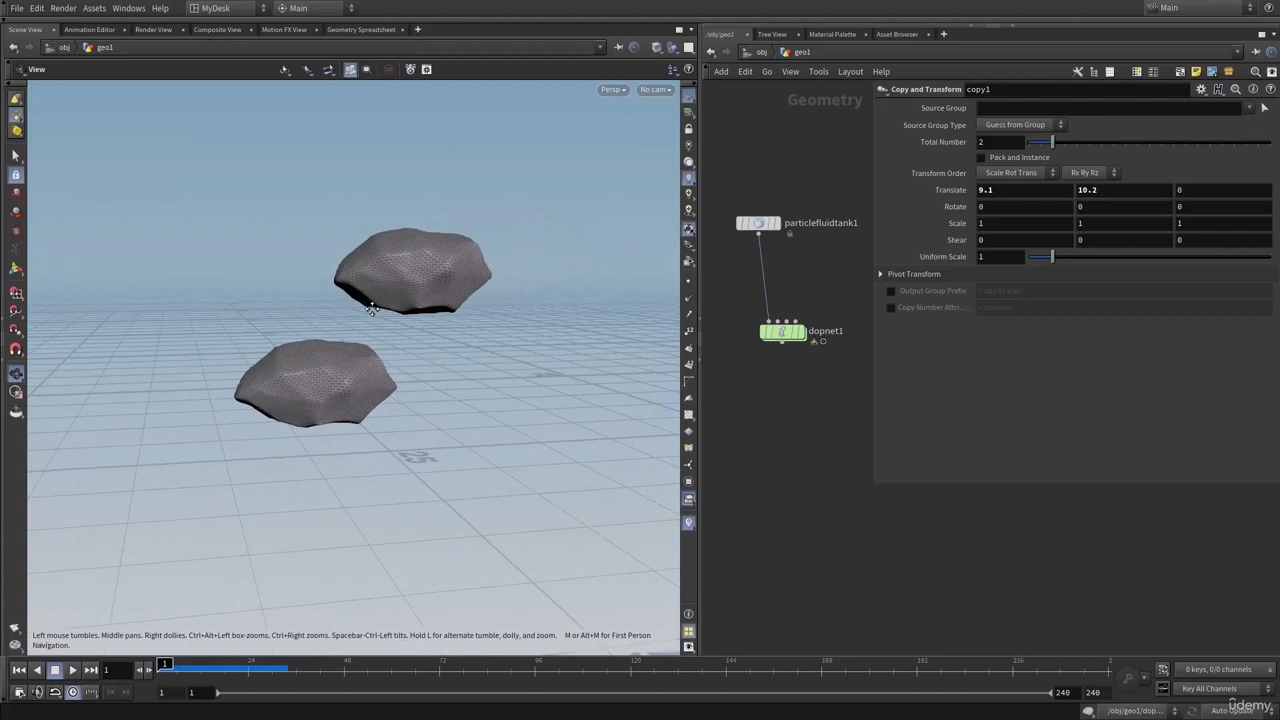 File Edit Render Assets Windows Help MyDesk Main Main
Scene View Animation Editor Render View Composite View Motion FX View Geometry Spreadsheet
/obj/geo1 Tree View Material Palette Asset Browser
obj geo1
obj geo1
View
Add Edit Go View Tools Layout Help
Persp No cam
Geometry
Copy and Transform copy1
Source Group
Source Group Type Guess from Group
Total Number 2
Pack and Instance
Transform Order Scale Rot Trans Rx Ry Rz
Translate 9.1 10.2 0
Rotate 0 0 0
Scale 1 1 1
Shear 0 0 0
Uniform Scale 1
Pivot Transform
Output Group Prefix copyGroup
Copy Number Attri... copynum
particlefluidtank1
dopnet1
25
Left mouse tumbles. Middle pans. Right dollies. Ctrl+Alt+Left box-zooms. Ctrl+Right zooms. Spacebar-Ctrl-Left tilts. Hold L for alternate tumble, dolly, and zoom. M or Alt+M for First Person
Navigation.
1 1 24 48 72 96 120 144 168 192 216 2
0 keys, 0/0 channels
1 1 240 240
Key All Channels
/obj/geo1/dop... Auto Update
udemy